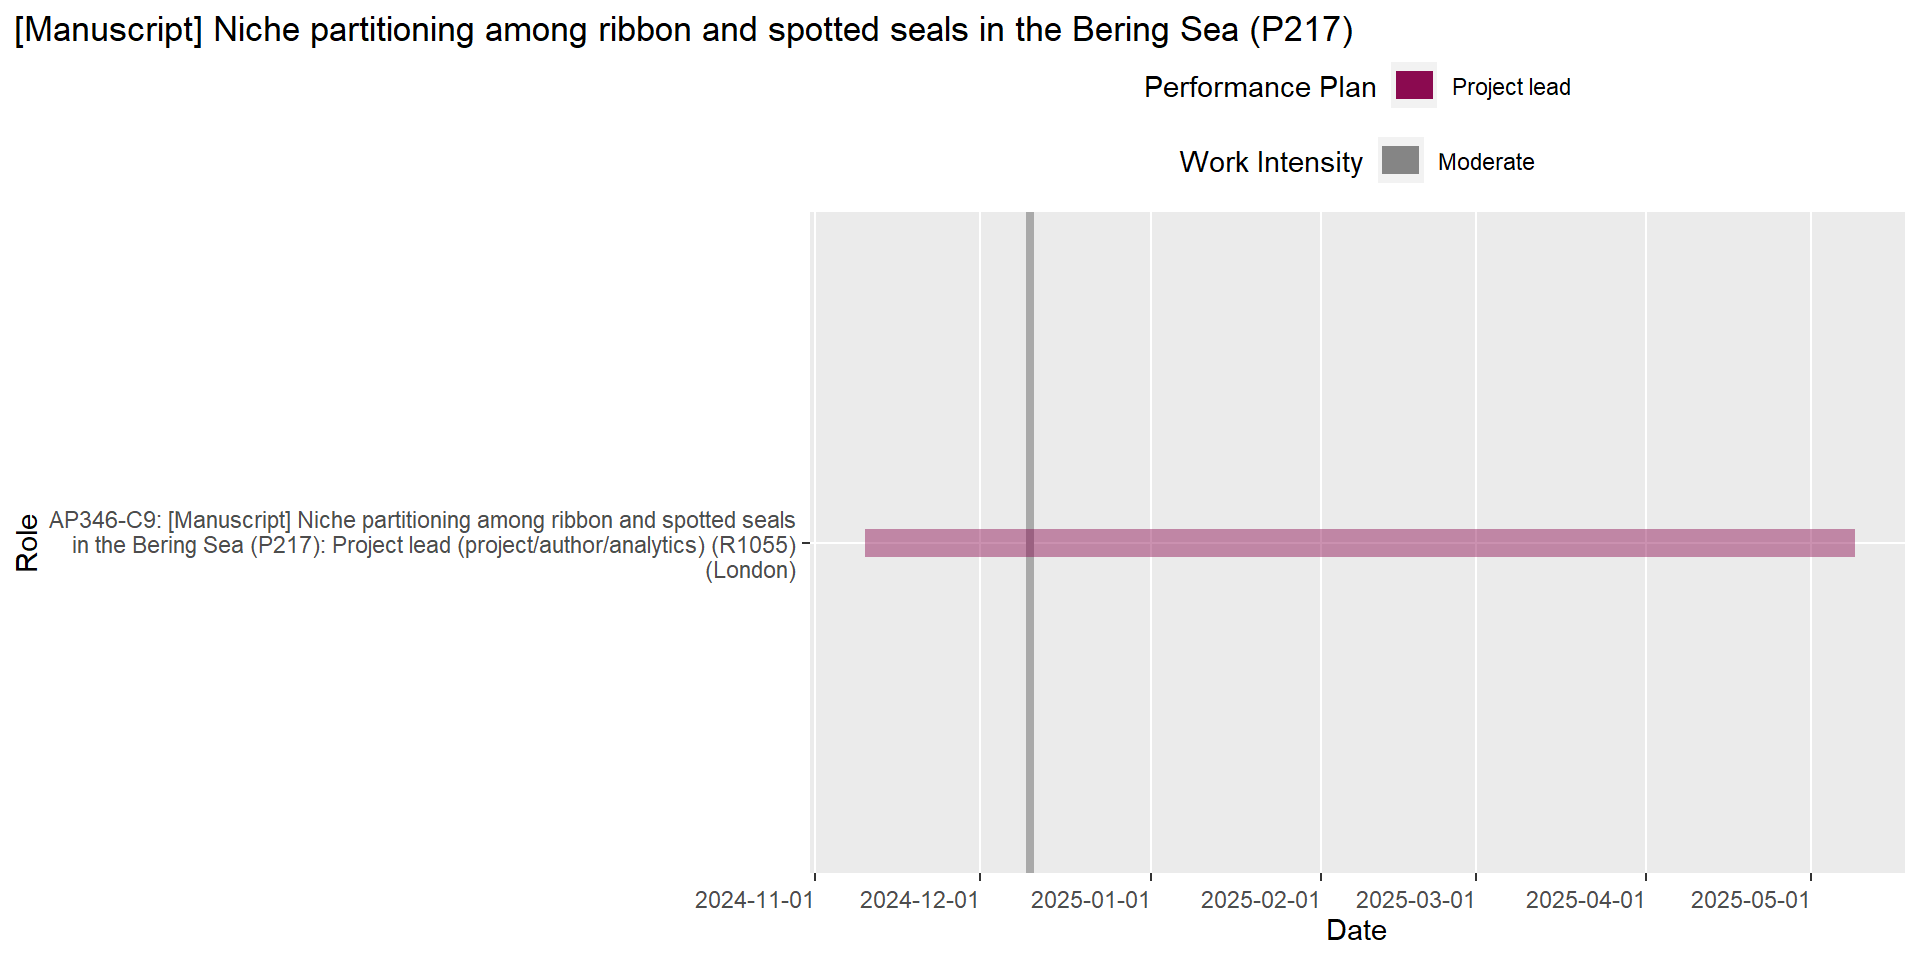 [Manuscript] Niche partitioning among ribbon and spotted seals in the Bering Sea (P217)
Performance Plan Project lead
Work Intensity Moderate
Role
AP346-C9: [Manuscript] Niche partitioning among ribbon and spotted seals
in the Bering Sea (P217): Project lead (project/author/analytics) (R1055)
(London)
2024-11-01 2024-12-01 2025-01-01 2025-02-01 2025-03-01 2025-04-01 2025-05-01
Date